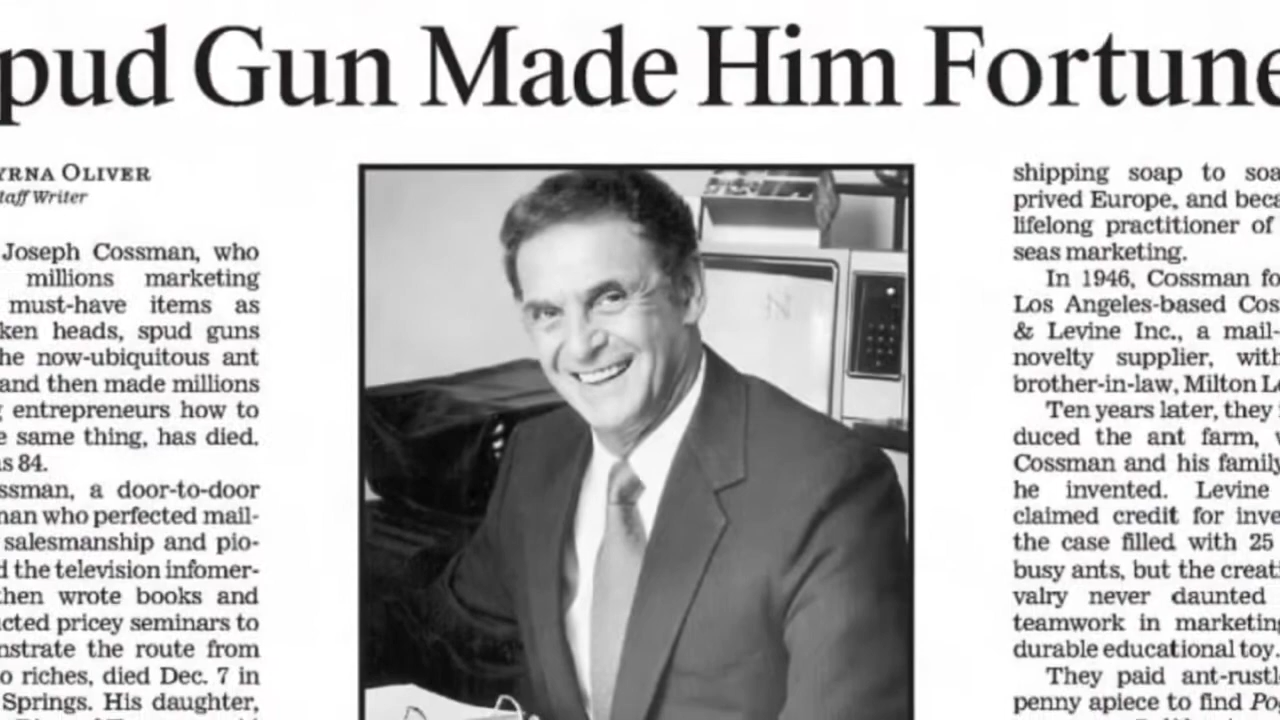 pud Gun Made Him Fortune
YRNA OLIVER
taff Writer
Joseph Cossman, who
millions marketing
must-have items as
ken heads, spud guns
he now-ubiquitous ant
and then made millions
g entrepreneurs how to
e same thing, has died.
as 84.
ssman, a door-to-door
man who perfected mail-
salesmanship and pio-
d the television infomer-
then wrote books and
ucted pricey seminars to
nstrate the route from
o riches, died Dec. 7 in
Springs. His daughter,
shipping soap to soa
prived Europe, and beca
lifelong practitioner of
seas marketing.
In 1946, Cossman fo
Los Angeles-based Cos
& Levine Inc., a mail-
novelty supplier, with
brother-in-law, Milton Le
Ten years later, they
duced the ant farm, w
Cossman and his family
he invented. Levine
claimed credit for inve
the case filled with 25
busy ants, but the creati
valry never daunted
teamwork in marketing
durable educational toy.
They paid ant-rustl
penny apiece to find Po